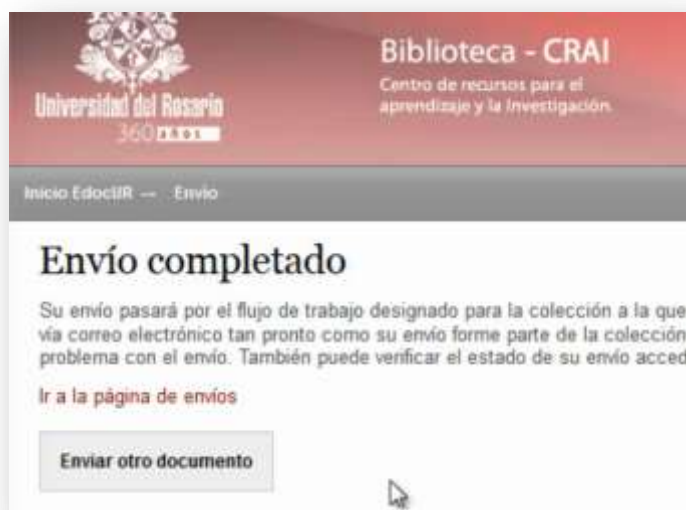 Universidad del Rosario
360 años
Biblioteca - CRAI
Centro de recursos para el
aprendizaje y la Investigación
Inicio EdocUR → Envío
Envío completado
Su envío pasará por el flujo de trabajo designado para la colección a la que
vía correo electrónico tan pronto como su envío forme parte de la colección
problema con el envío. También puede verificar el estado de su envío acced
Ir a la página de envíos
Enviar otro documento